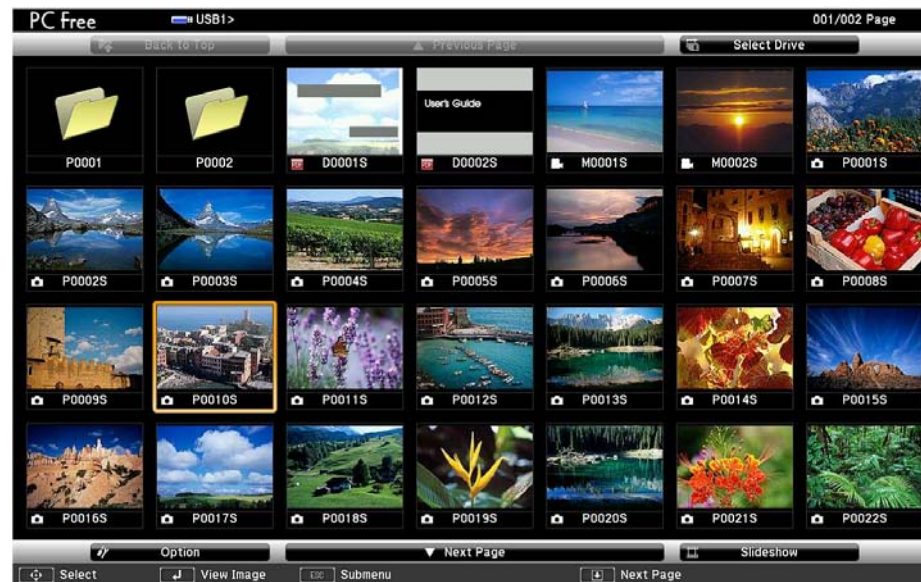 PC Free USB1> 001/002 Page
Back to Top ▲ Previous Page Select Drive
User's Guide
P0001 P0002 D0001S D0002S M0001S M0002S P0001S
P0002S P0003S P0004S P0005S P0006S P0007S P0008S
P0009S P0010S P0011S P0012S P0013S P0014S P0015S
P0016S P0017S P0018S P0019S P0020S P0021S P0022S
Option ▼ Next Page Slideshow
Select View Image ESC Submenu Next Page